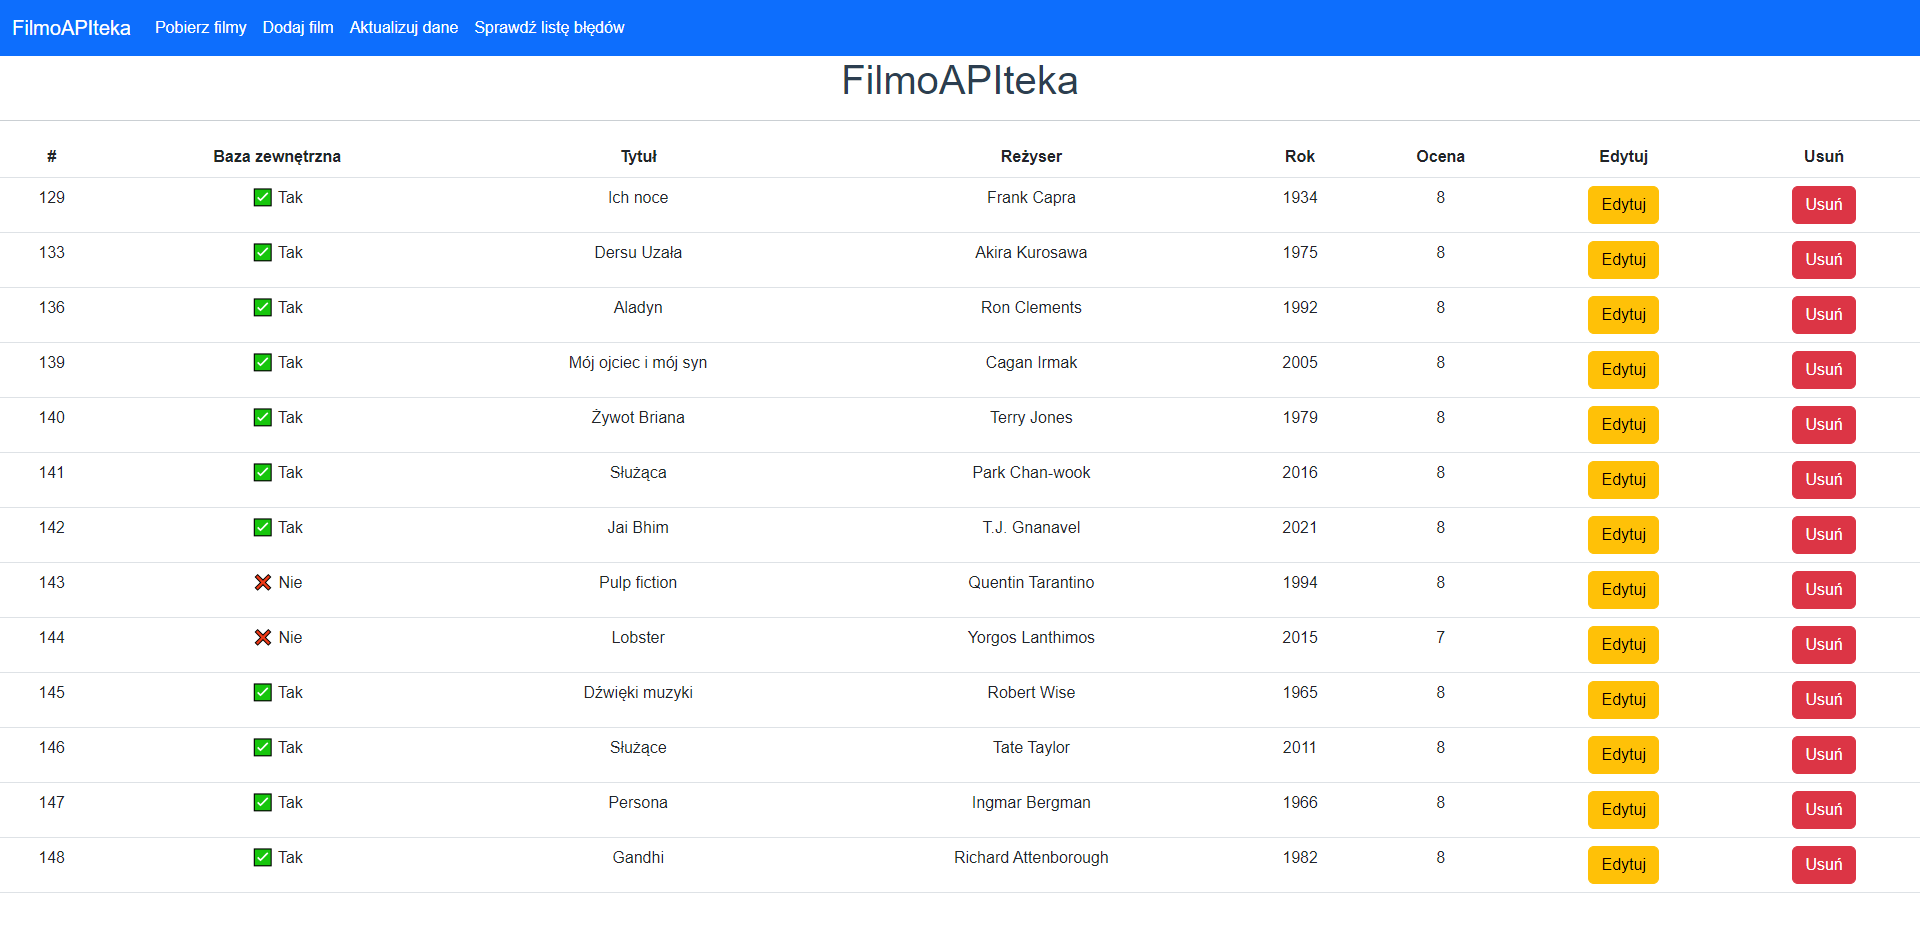 FilmoAPIteka Pobierz filmy Dodaj film Aktualizuj dane Sprawdź listę błędów
FilmoAPIteka
# Baza zewnętrzna Tytuł Reżyser Rok Ocena Edytuj Usuń
129 ✅ Tak Ich noce Frank Capra 1934 8 Edytuj Usuń
133 ✅ Tak Dersu Uzała Akira Kurosawa 1975 8 Edytuj Usuń
136 ✅ Tak Aladyn Ron Clements 1992 8 Edytuj Usuń
139 ✅ Tak Mój ojciec i mój syn Cagan Irmak 2005 8 Edytuj Usuń
140 ✅ Tak Żywot Briana Terry Jones 1979 8 Edytuj Usuń
141 ✅ Tak Służąca Park Chan-wook 2016 8 Edytuj Usuń
142 ✅ Tak Jai Bhim T.J. Gnanavel 2021 8 Edytuj Usuń
143 ❌ Nie Pulp fiction Quentin Tarantino 1994 8 Edytuj Usuń
144 ❌ Nie Lobster Yorgos Lanthimos 2015 7 Edytuj Usuń
145 ✅ Tak Dźwięki muzyki Robert Wise 1965 8 Edytuj Usuń
146 ✅ Tak Służące Tate Taylor 2011 8 Edytuj Usuń
147 ✅ Tak Persona Ingmar Bergman 1966 8 Edytuj Usuń
148 ✅ Tak Gandhi Richard Attenborough 1982 8 Edytuj Usuń